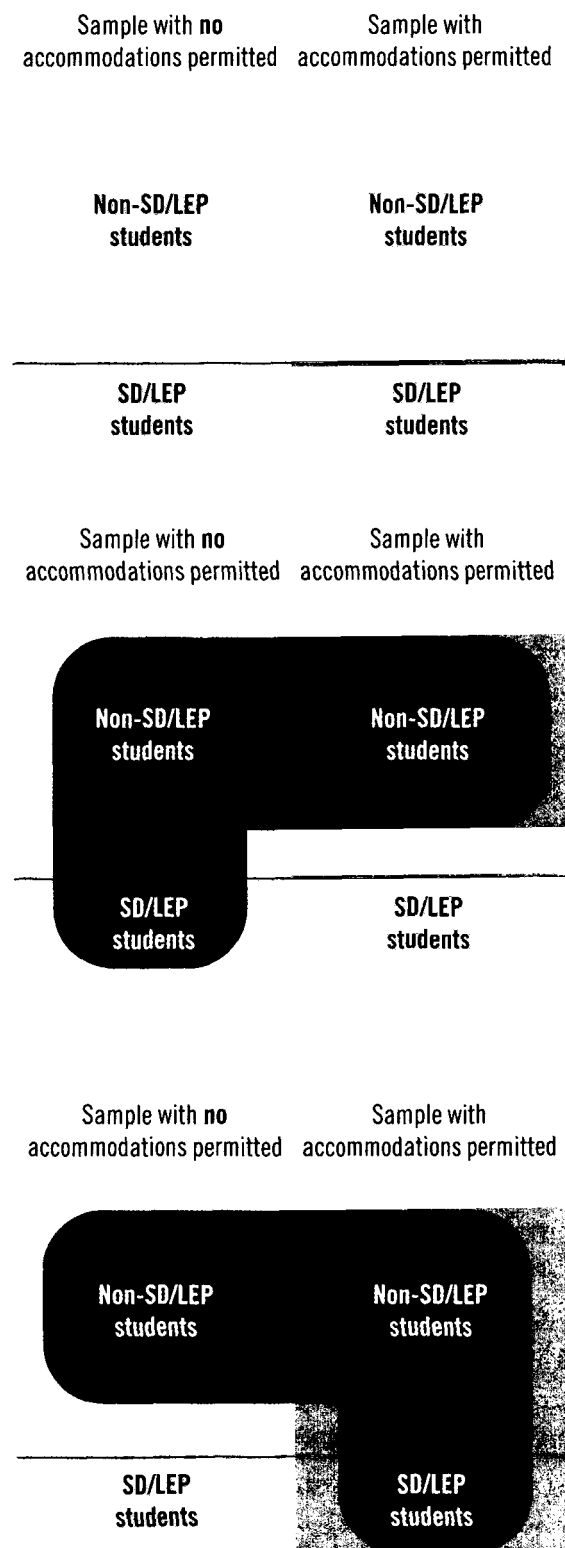 Sample with no
accommodations permitted
Sample with
accommodations permitted
Non-SD/LEP
students
Non-SD/LEP
students
SD/LEP
students
SD/LEP
students
Sample with no
accommodations permitted
Sample with
accommodations permitted
Non-SD/LEP
students
Non-SD/LEP
students
SD/LEP
students
SD/LEP
students
Sample with no
accommodations permitted
Sample with
accommodations permitted
Non-SD/LEP
students
Non-SD/LEP
students
SD/LEP
students
SD/LEP
students